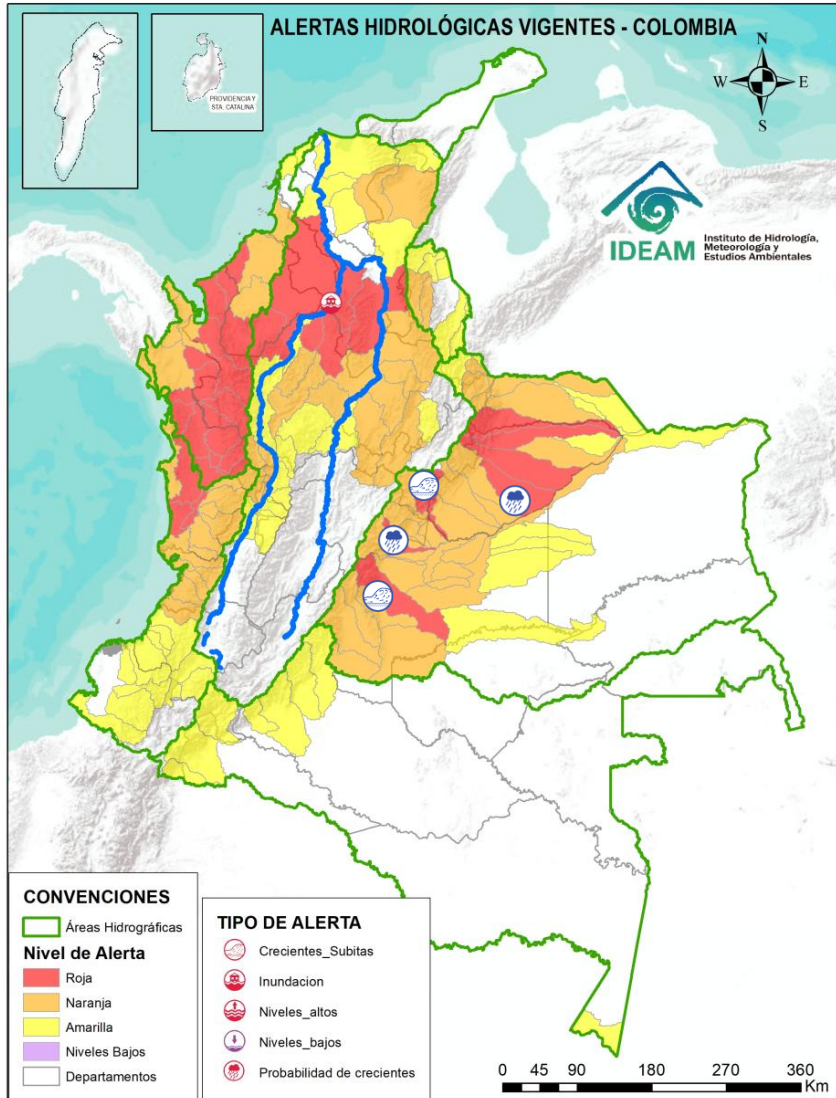 ALERTAS HIDROLÓGICAS VIGENTES - COLOMBIA
PROVIDENCIA Y
STA. CATALINA
N
W
E
S
IDEAM
Instituto de Hidrología,
Meteorología y
Estudios Ambientales
CONVENCIONES
Áreas Hidrográficas
Nivel de Alerta
Roja
Naranja
Amarilla
Niveles Bajos
Departamentos
TIPO DE ALERTA
Crecientes_Subitas
Inundacion
Niveles_altos
Niveles_bajos
Probabilidad de crecientes
0 45 90 180 270 360
Km